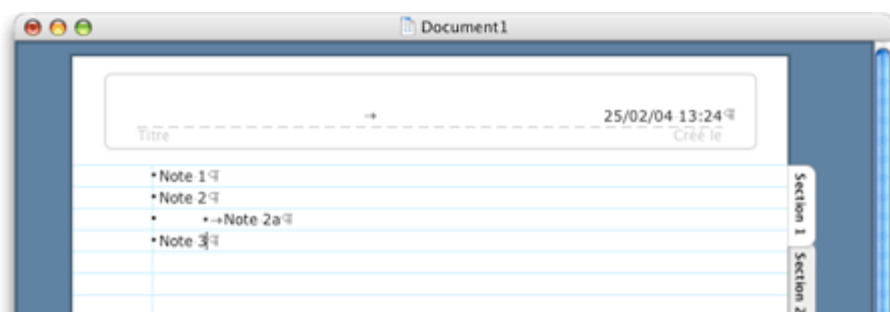 Document1
→ 25/02/04 13:24¶
Titre Créé le
•Note 1¶
•Note 2¶
• •→Note 2a¶
•Note 3¶
Section 1
Section 2